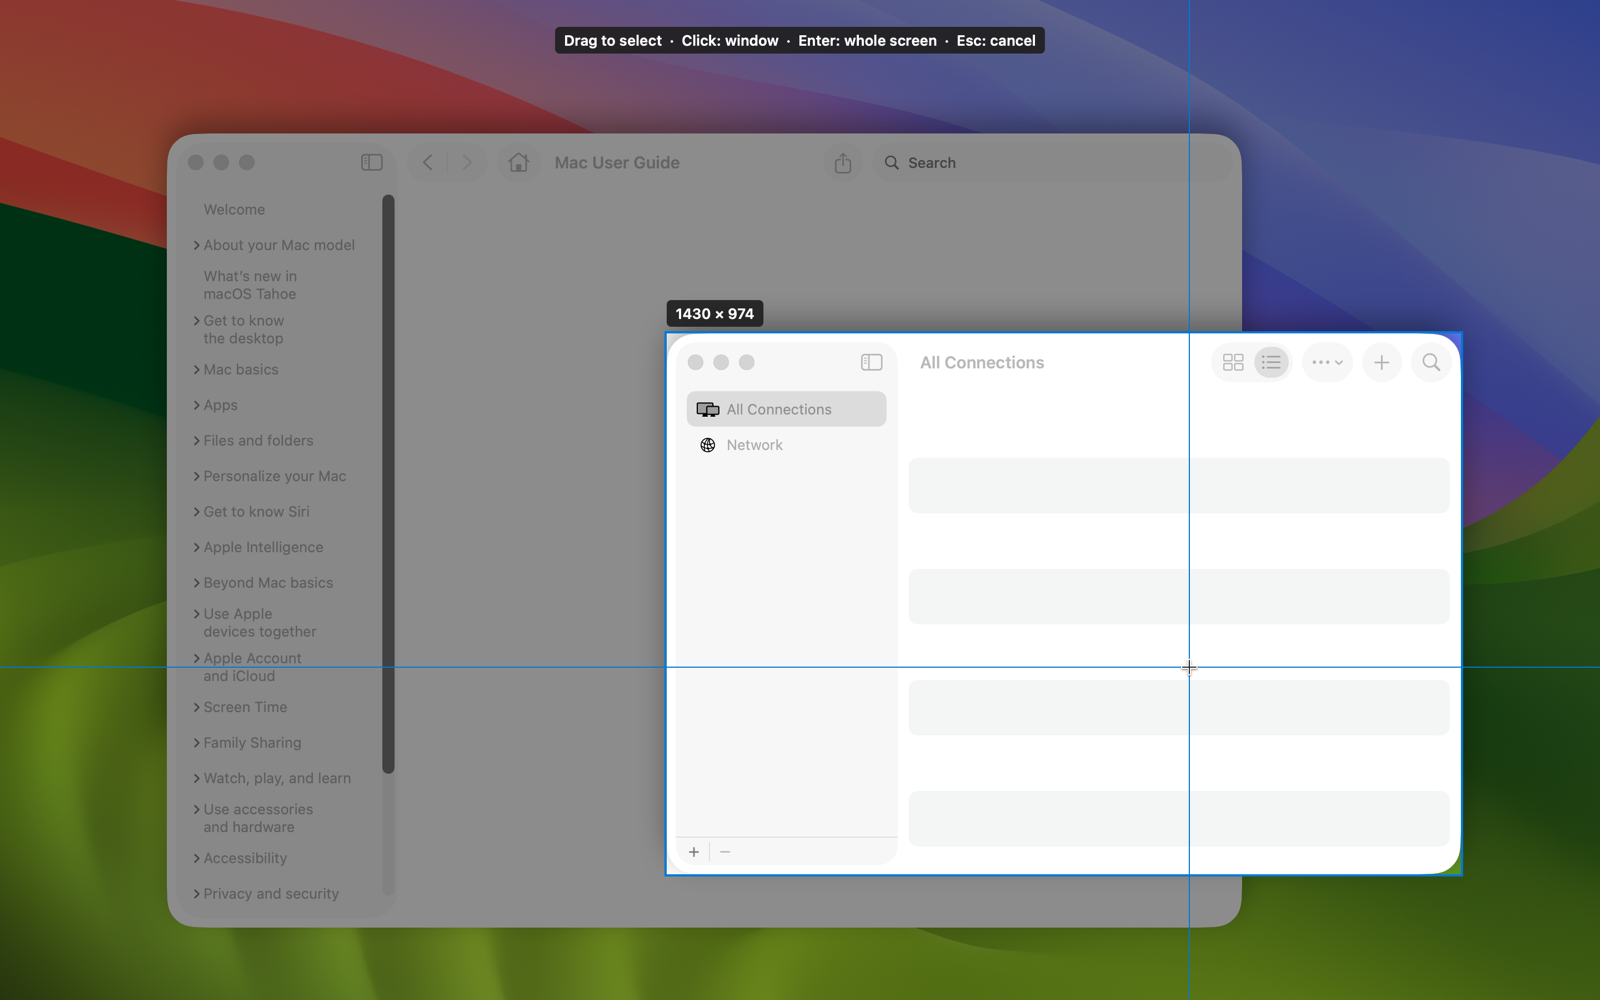 Drag to select · Click: window · Enter: whole screen · Esc: cancel
Mac User Guide
Search
Welcome
About your Mac model
What's new in
macOS Tahoe
Get to know
the desktop
Mac basics
Apps
Files and folders
Personalize your Mac
Get to know Siri
Apple Intelligence
Beyond Mac basics
Use Apple
devices together
Apple Account
and iCloud
Screen Time
Family Sharing
Watch, play, and learn
Use accessories
and hardware
Accessibility
Privacy and security
1430 × 974
All Connections
All Connections
Network